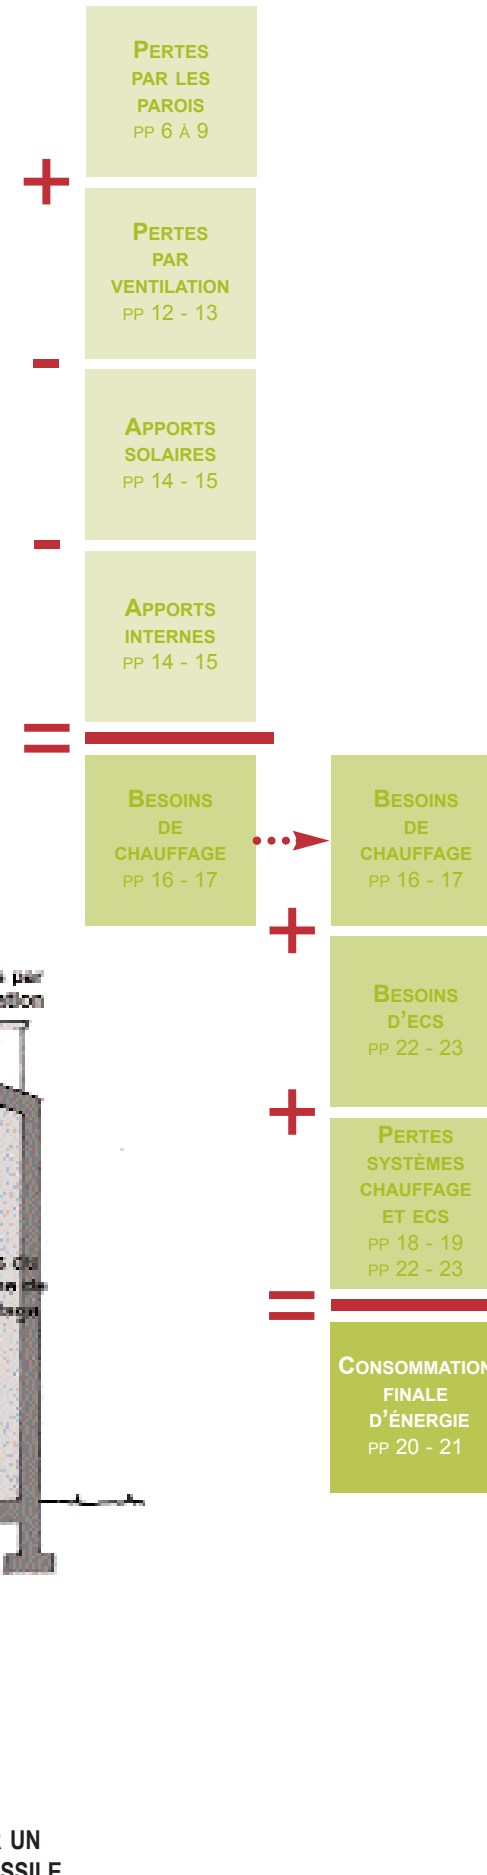 PERTES
PAR LES
PAROIS
PP 6 À 9
+
PERTES
PAR
VENTILATION
PP 12 - 13
-
APPORTS
SOLAIRES
PP 14 - 15
-
APPORTS
INTERNES
PP 14 - 15
=
BESOINS
DE
CHAUFFAGE
PP 16 - 17
BESOINS
DE
CHAUFFAGE
PP 16 - 17
+
BESOINS
D'ECS
PP 22 - 23
+
PERTES
SYSTÈMES
CHAUFFAGE
ET ECS
PP 18 - 19
PP 22 - 23
=
CONSOMMATION
FINALE
D'ÉNERGIE
PP 20 - 21
par
de
UN